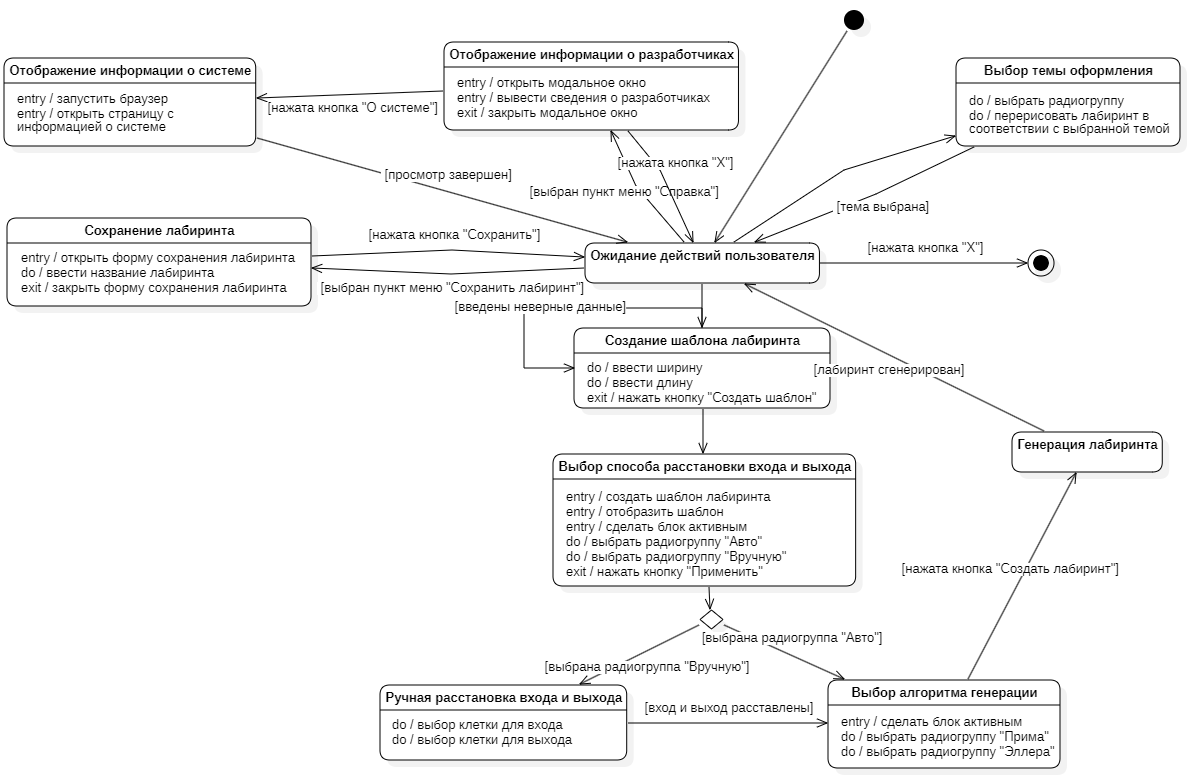 Отображение информации о системе
entry / запустить браузер
entry / открыть страницу с
информацией о системе
[нажата кнопка "О системе"]
Отображение информации о разработчиках
entry / открыть модальное окно
entry / вывести сведения о разработчиках
exit / закрыть модальное окно
Выбор темы оформления
do / выбрать радиогруппу
do / перерисовать лабиринт в
соответствии с выбранной темой
[нажата кнопка "X"]
[просмотр завершен]
[выбран пункт меню "Справка"]
[тема выбрана]
Сохранение лабиринта
entry / открыть форму сохранения лабиринта
do / ввести название лабиринта
exit / закрыть форму сохранения лабиринта
[нажата кнопка "Сохранить"]
[выбран пункт меню "Сохранить лабиринт"]
Ожидание действий пользователя
[нажата кнопка "X"]
[введены неверные данные]
Создание шаблона лабиринта
do / ввести ширину
do / ввести длину
exit / нажать кнопку "Создать шаблон"
[лабиринт сгенерирован]
Генерация лабиринта
Выбор способа расстановки входа и выхода
entry / создать шаблон лабиринта
entry / отобразить шаблон
entry / сделать блок активным
do / выбрать радиогруппу "Авто"
do / выбрать радиогруппу "Вручную"
exit / нажать кнопку "Применить"
[нажата кнопка "Создать лабиринт"]
[выбрана радиогруппа "Авто"]
[выбрана радиогруппа "Вручную"]
Ручная расстановка входа и выхода
do / выбор клетки для входа
do / выбор клетки для выхода
[вход и выход расставлены]
Выбор алгоритма генерации
entry / сделать блок активным
do / выбрать радиогруппу "Прима"
do / выбрать радиогруппу "Эллера"